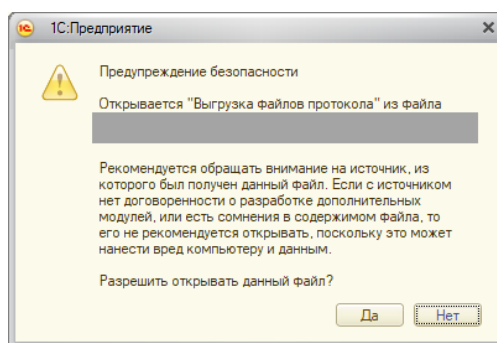 1С:Предприятие
Предупреждение безопасности
Открывается "Выгрузка файлов протокола" из файла
Рекомендуется обращать внимание на источник, из
которого был получен данный файл. Если с источником
нет договоренности о разработке дополнительных
модулей, или есть сомнения в содержимом файла, то
его не рекомендуется открывать, поскольку это может
нанести вред компьютеру и данным.
Разрешить открывать данный файл?
Да Нет